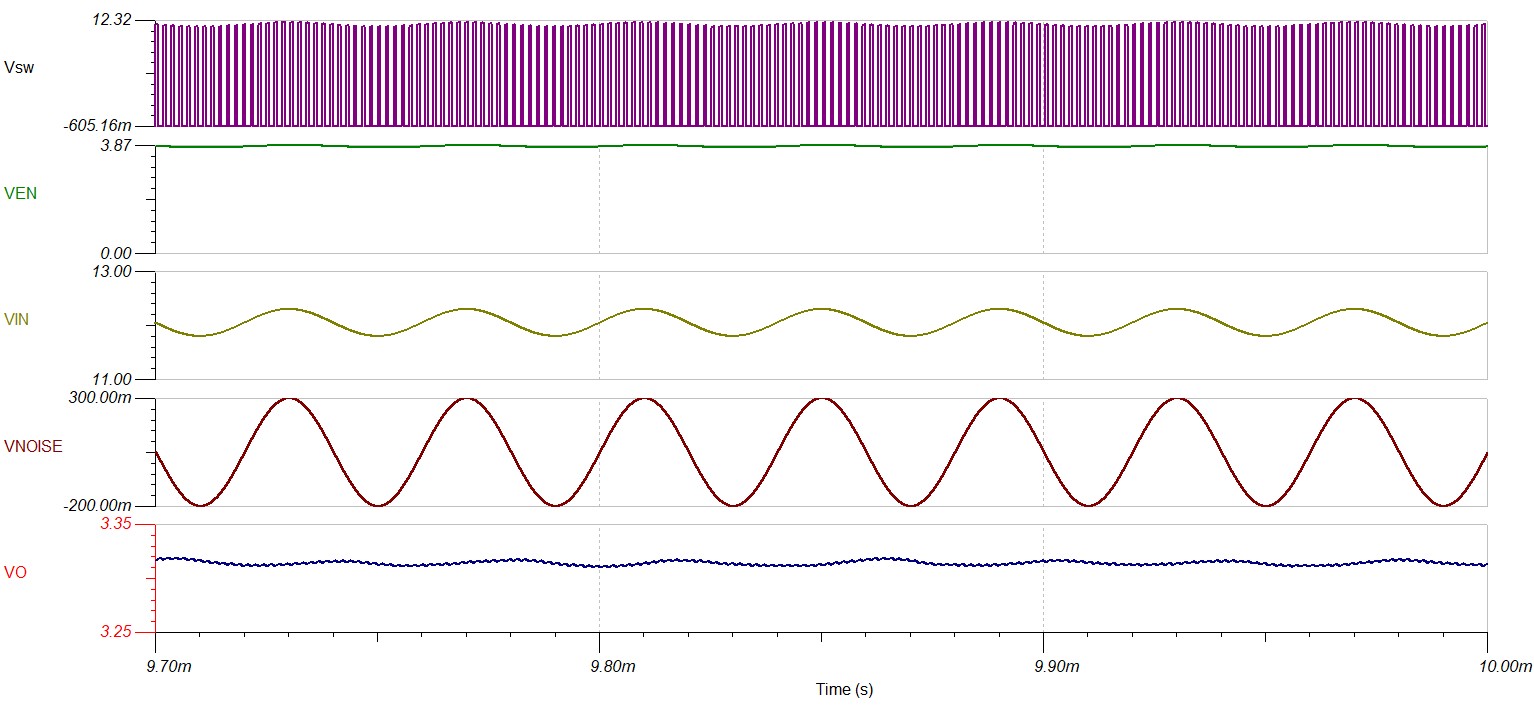 12.32
Vsw
-605.16m
3.87
VEN
0.00
13.00
VIN
11.00
300.00m
VNOISE
-200.00m
3.35
VO
3.25
9.70m 9.80m 9.90m 10.00m
Time (s)